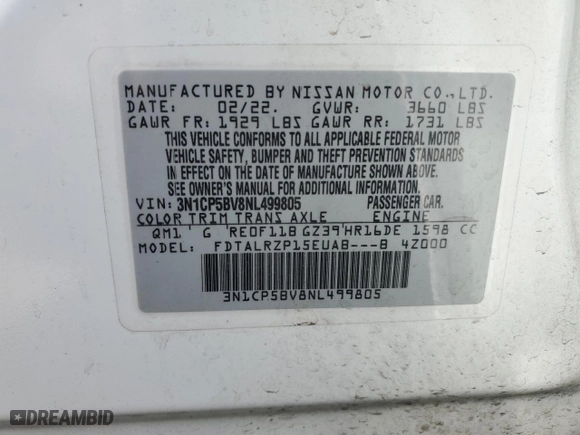 MANUFACTURED BY NISSAN MOTOR CO.,LTD.
DATE: 02/22. GVWR: 3660 LBS
GAWR FR: 1929 LBS GAWR RR: 1731 LBS
THIS VEHICLE CONFORMS TO ALL APPLICABLE FEDERAL MOTOR
VEHICLE SAFETY, BUMPER AND THEFT PREVENTION STANDARDS
IN EFFECT ON THE DATE OF MANUFACTURE SHOWN ABOVE.
SEE OWNER'S MANUAL FOR ADDITIONAL INFORMATION
VIN: 3N1CP5BV8NL499805 PASSENGER CAR.
COLOR TRIM TRANS AXLE ENGINE
QM1 ' G 'RE0F11B GZ39'HR16DE 1598 CC
MODEL: FDTALRZP15EUAB---B 4Z000
3N1CP5BV8NL499805
DREAMBID